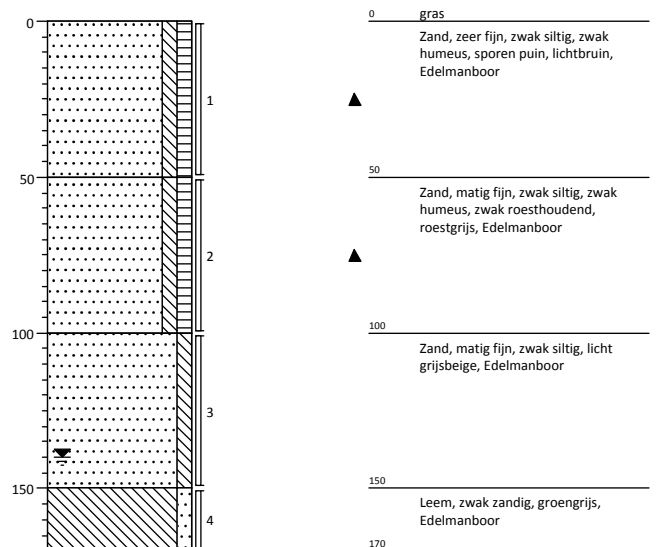 0
50
100
150
1
2
3
4
0
gras
Zand, zeer fijn, zwak siltig, zwak
humeus, sporen puin, lichtbruin,
Edelmanboor
50
Zand, matig fijn, zwak siltig, zwak
humeus, zwak roesthoudend,
roestgrijs, Edelmanboor
100
Zand, matig fijn, zwak siltig, licht
grijsbeige, Edelmanboor
150
Leem, zwak zandig, groengrijs,
Edelmanboor
170